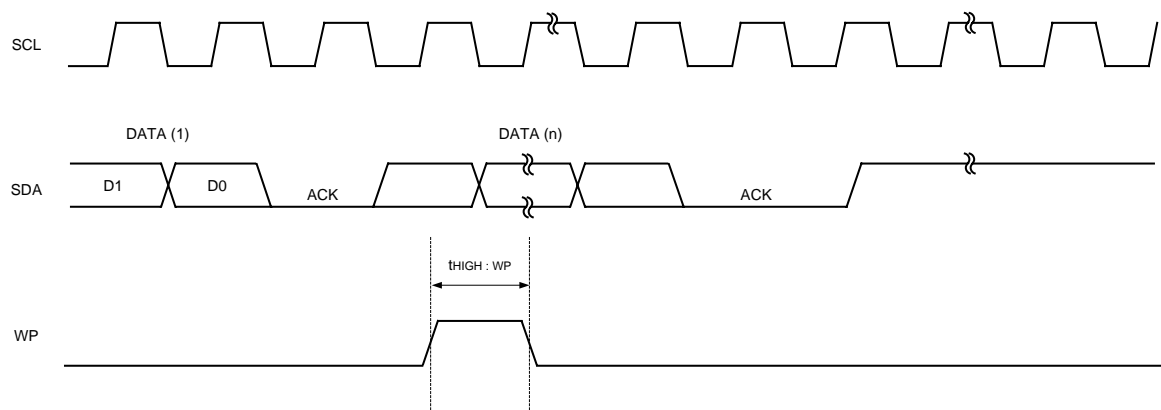 SCL
DATA (1)
DATA (n)
SDA
D1
D0
ACK
ACK
tHIGH : WP
WP